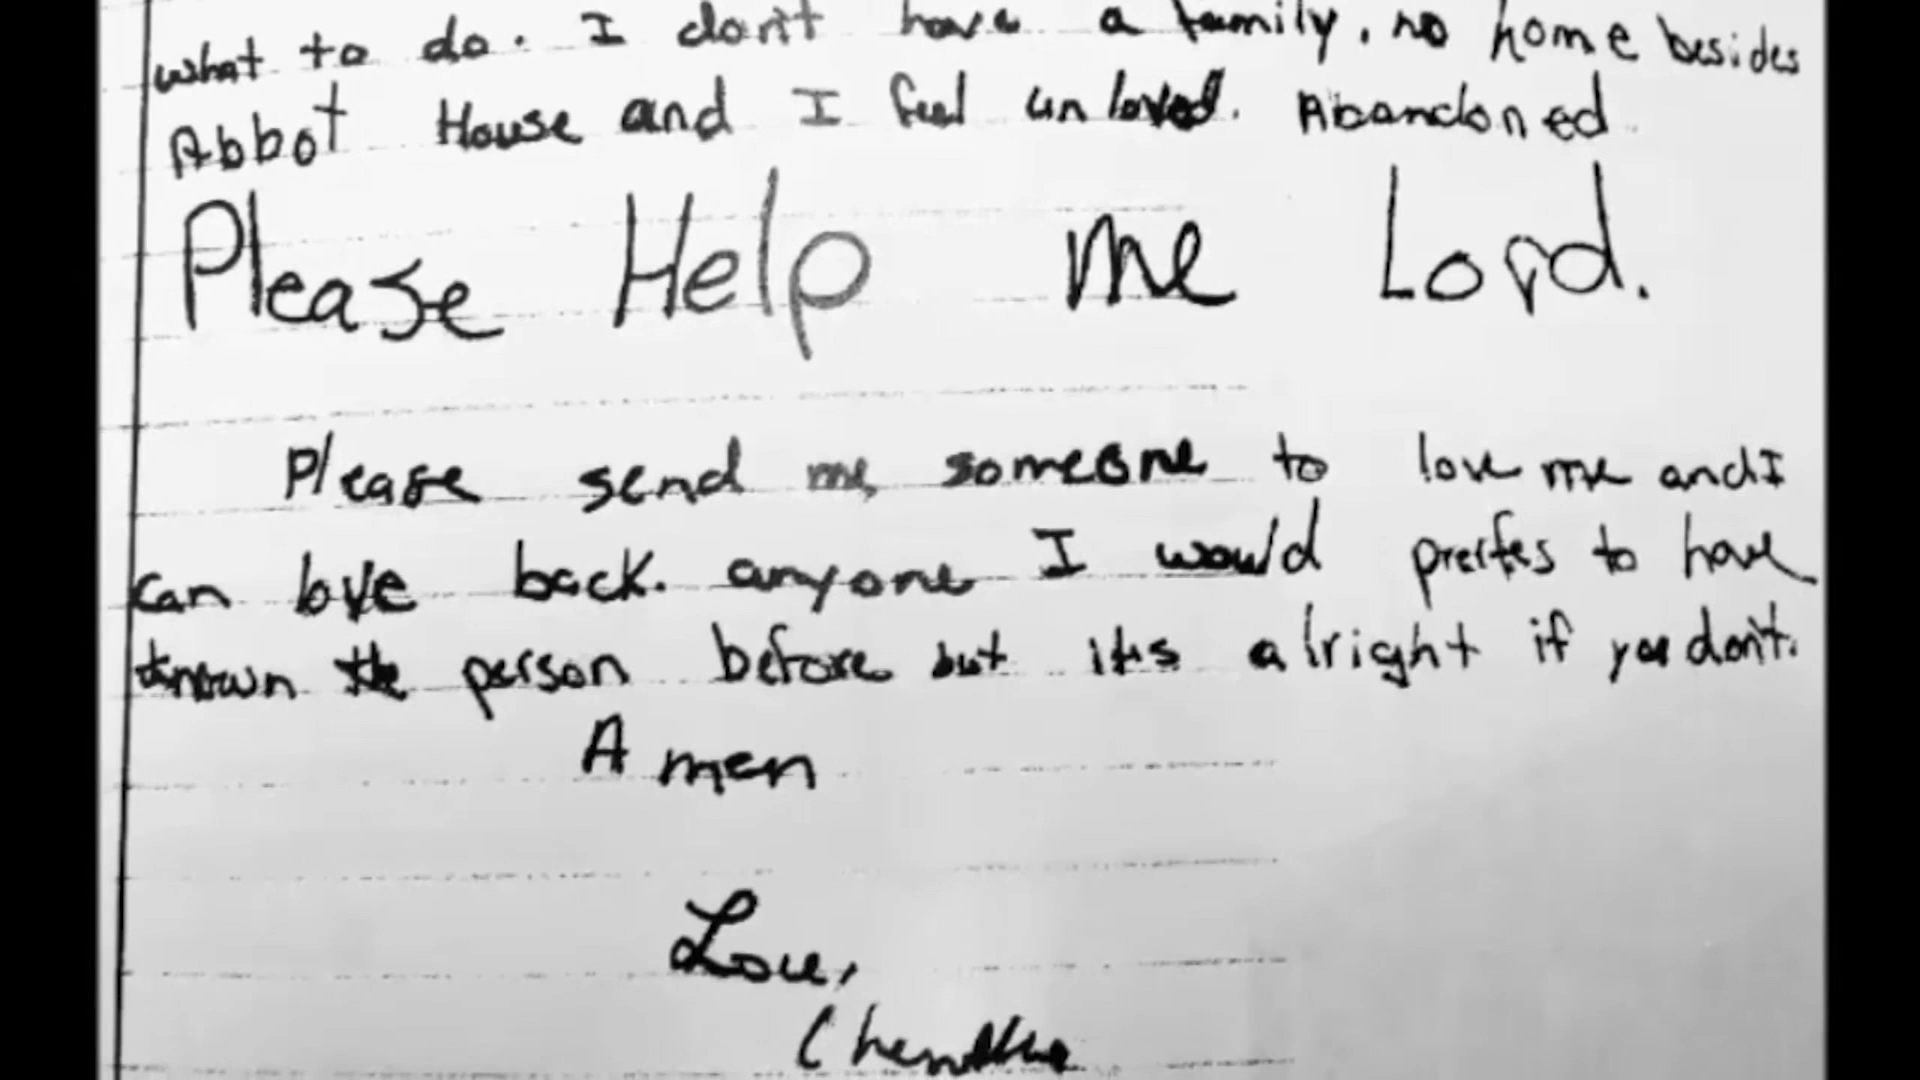 what to do. I don't have a family, no home besides
Abbot House and I feel unloved. Abandoned
Please Help me Lord.
Please send me someone to love me and I
can love back. anyone I would prerfes to have
known the person before but it's alright if you don't.
Amen
Love,